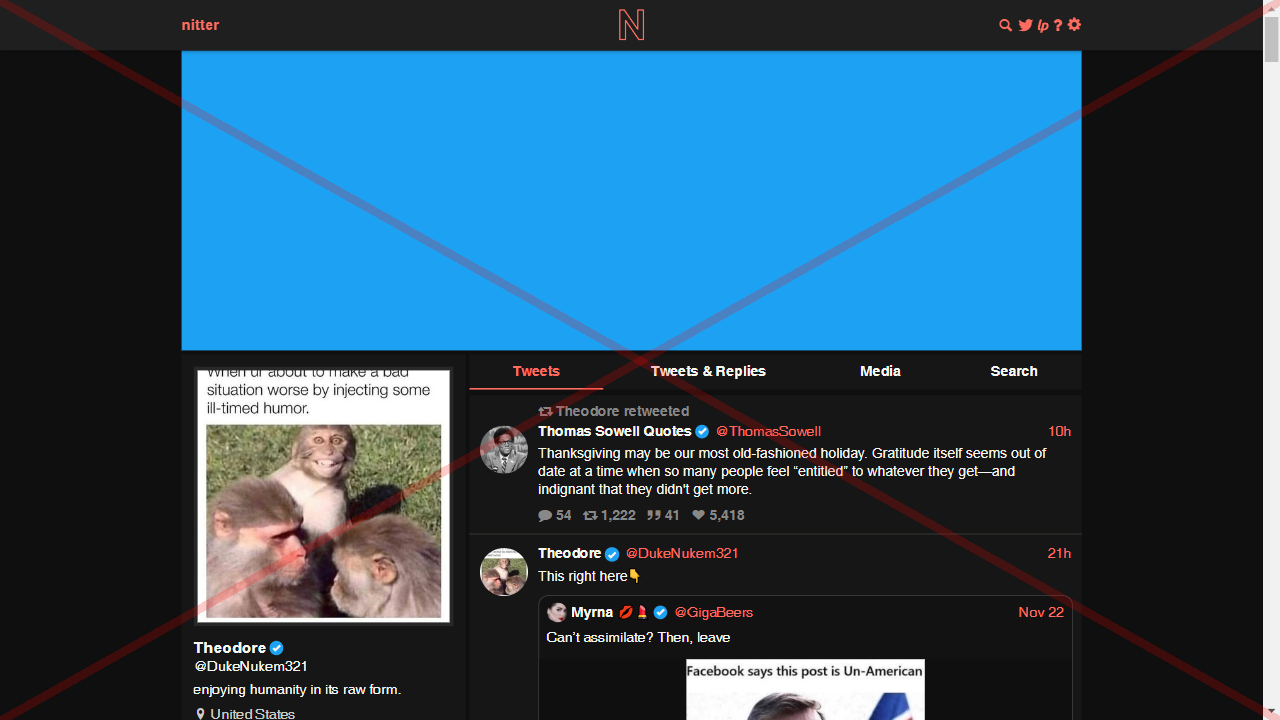 nitter
N
lp ?
When ur about to make a bad
situation worse by injecting some
ill-timed humor.
Theodore
@DukeNukem321
enjoying humanity in its raw form.
United States
Tweets
Tweets & Replies
Media
Search
Theodore retweeted
Thomas Sowell Quotes @ThomasSowell 10h
Thanksgiving may be our most old-fashioned holiday. Gratitude itself seems out of
date at a time when so many people feel “entitled” to whatever they get—and
indignant that they didn't get more.
54 1,222 41 5,418
Theodore @DukeNukem321 21h
This right here👇
Myrna 💋💄 @GigaBeers Nov 22
Can’t assimilate? Then, leave
Facebook says this post is Un-American